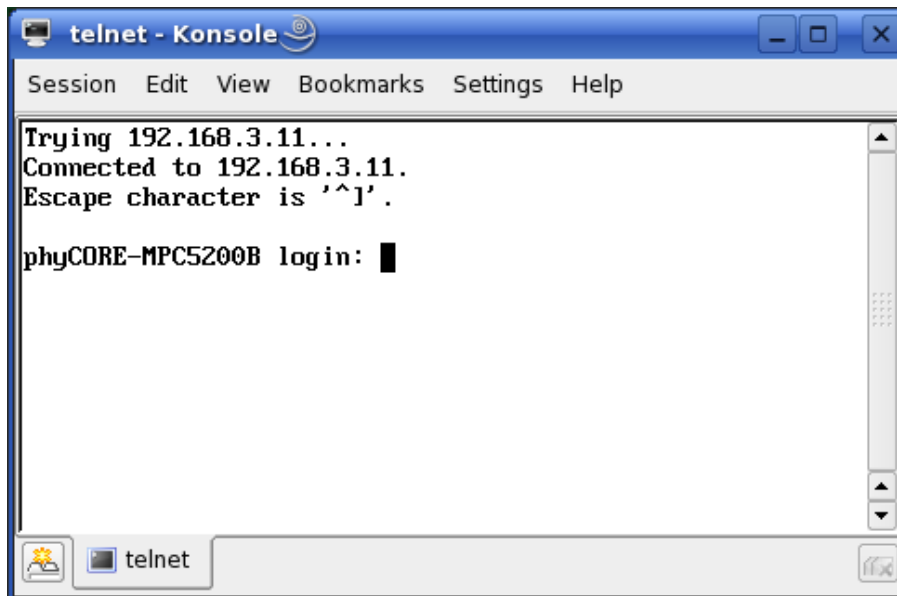 telnet - Konsole
Session Edit View Bookmarks Settings Help
Trying 192.168.3.11...
Connected to 192.168.3.11.
Escape character is '^]'.
phyCORE-MPC5200B login:
telnet